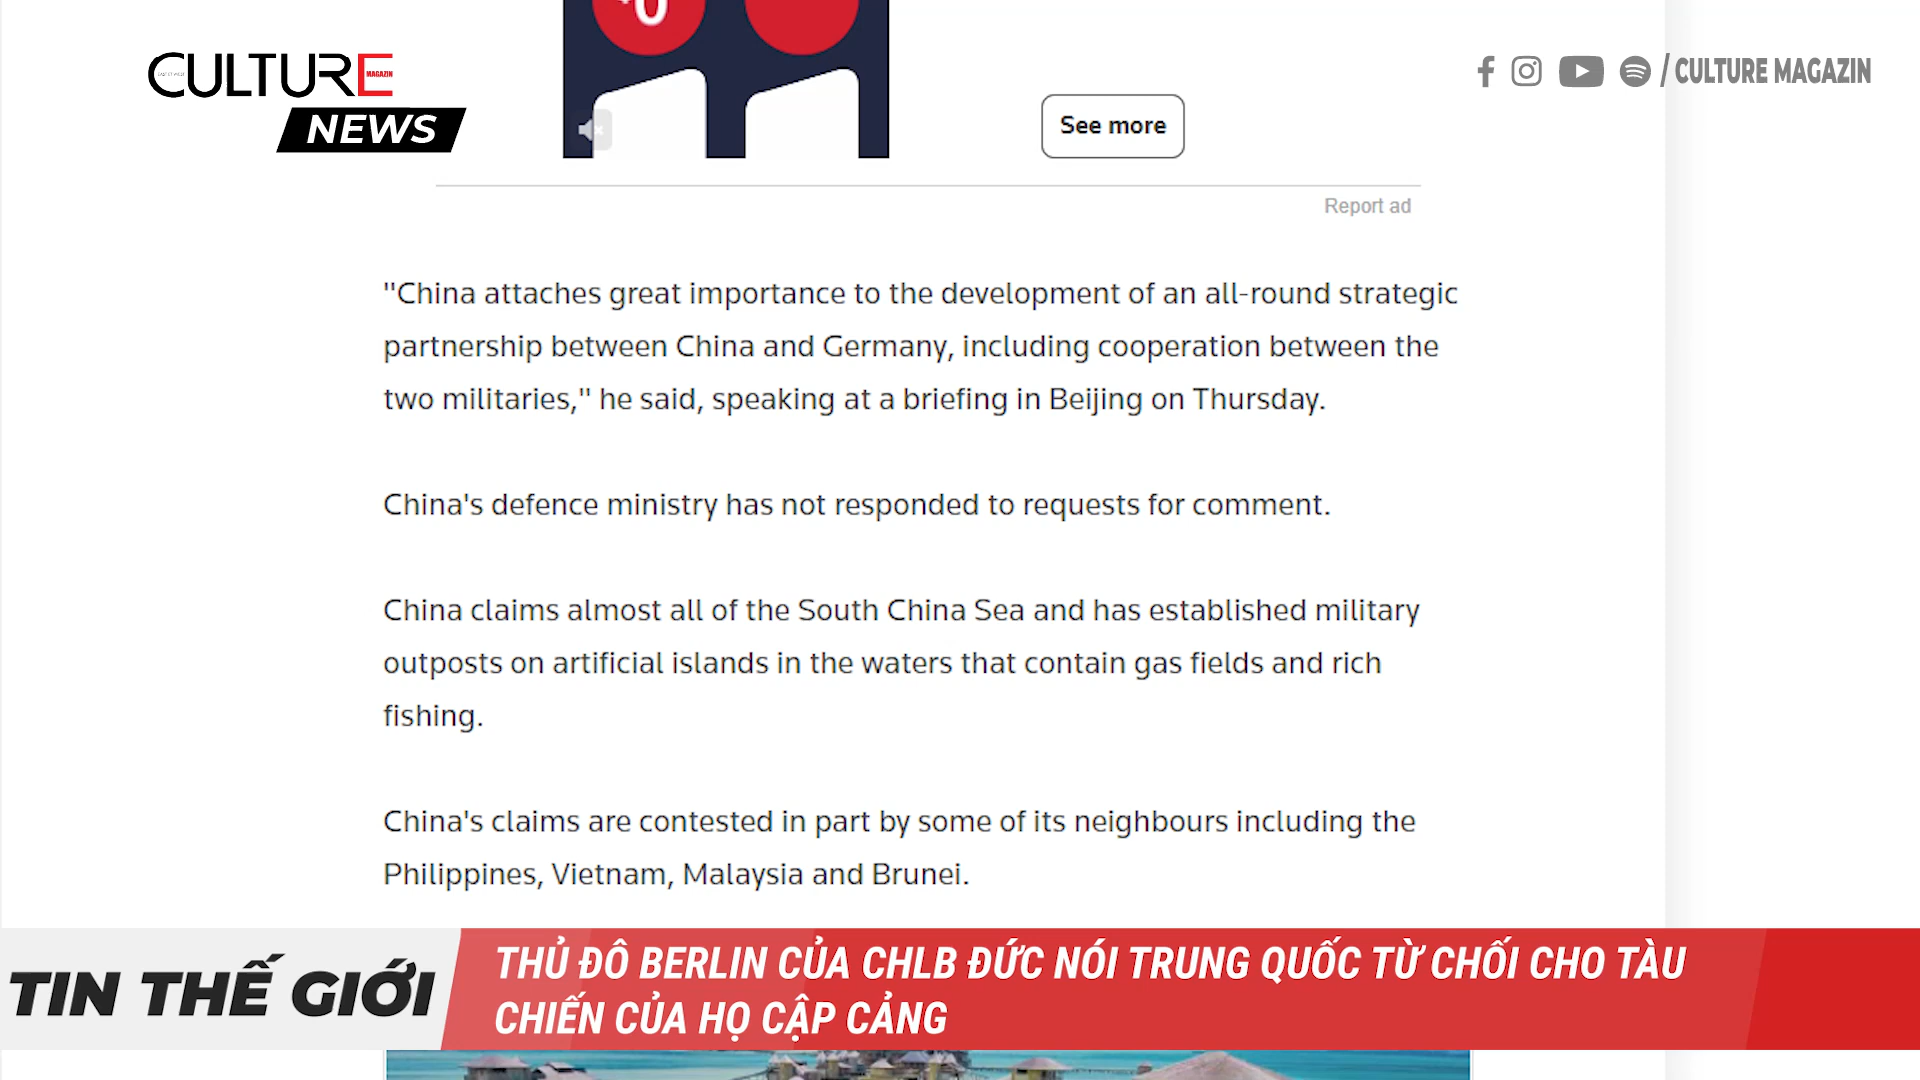 CULTURE
MAGAZIN
NEWS
/ CULTURE MAGAZIN
See more
Report ad
"China attaches great importance to the development of an all-round strategic
partnership between China and Germany, including cooperation between the
two militaries," he said, speaking at a briefing in Beijing on Thursday.
China's defence ministry has not responded to requests for comment.
China claims almost all of the South China Sea and has established military
outposts on artificial islands in the waters that contain gas fields and rich
fishing.
China's claims are contested in part by some of its neighbours including the
Philippines, Vietnam, Malaysia and Brunei.
TIN THẾ GIỚI
THỦ ĐÔ BERLIN CỦA CHLB ĐỨC NÓI TRUNG QUỐC TỪ CHỐI CHO TÀU
CHIẾN CỦA HỌ CẬP CẢNG